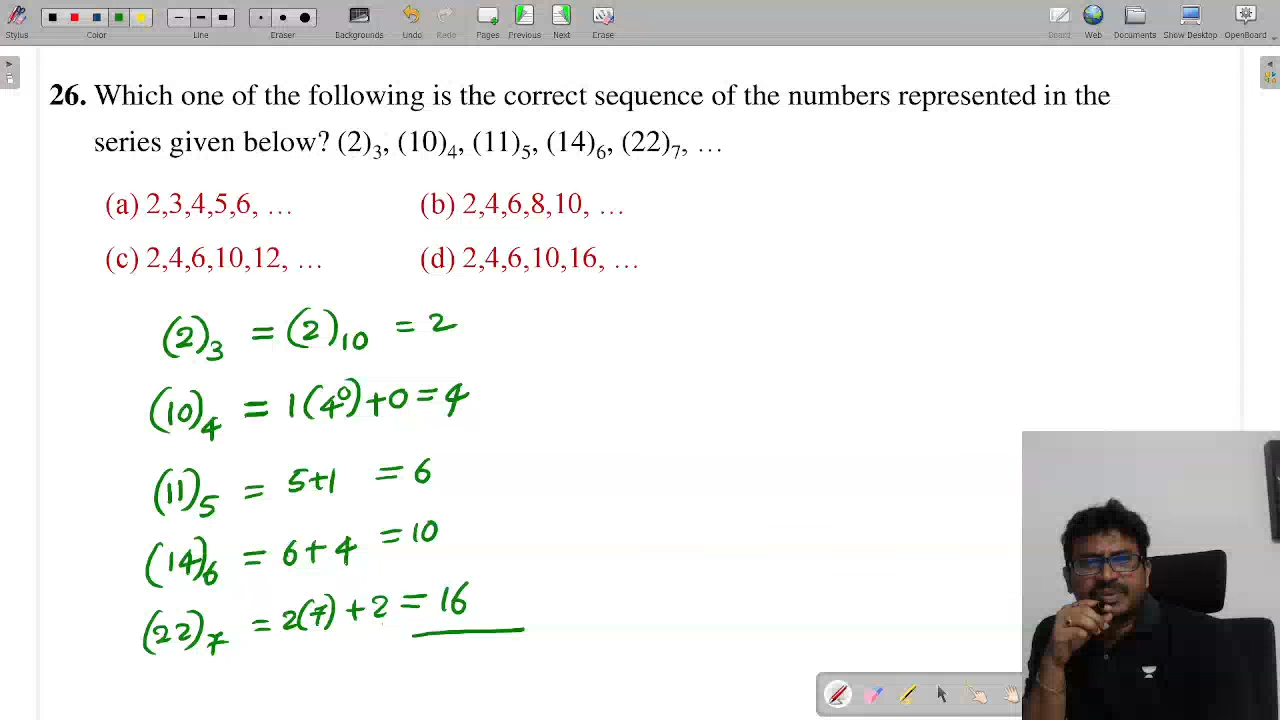 Stylus Color Line Eraser Backgrounds Undo Redo Pages Previous Next Erase Board Web Documents Show Desktop OpenBoard
26. Which one of the following is the correct sequence of the numbers represented in the
series given below? (2)₃, (10)₄, (11)₅, (14)₆, (22)₇, …
(a) 2,3,4,5,6, … (b) 2,4,6,8,10, …
(c) 2,4,6,10,12, … (d) 2,4,6,10,16, …
(2)₃ = (2)₁₀ = 2
(10)₄ = 1(4⁰)+0 = 4
(11)₅ = 5+1 = 6
(14)₆ = 6+4 = 10
(22)₇ = 2(7)+2 = 16